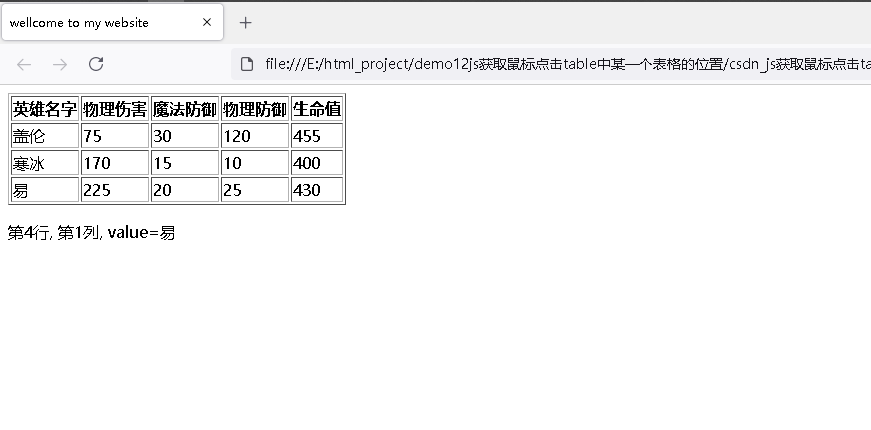 wellcome to my website
file:///E:/html_project/demo12js获取鼠标点击table中某一个表格的位置/csdn_js获取鼠标点击ta
英雄名字 物理伤害 魔法防御 物理防御 生命值
盖伦 75 30 120 455
寒冰 170 15 10 400
易 225 20 25 430
第4行, 第1列, value=易